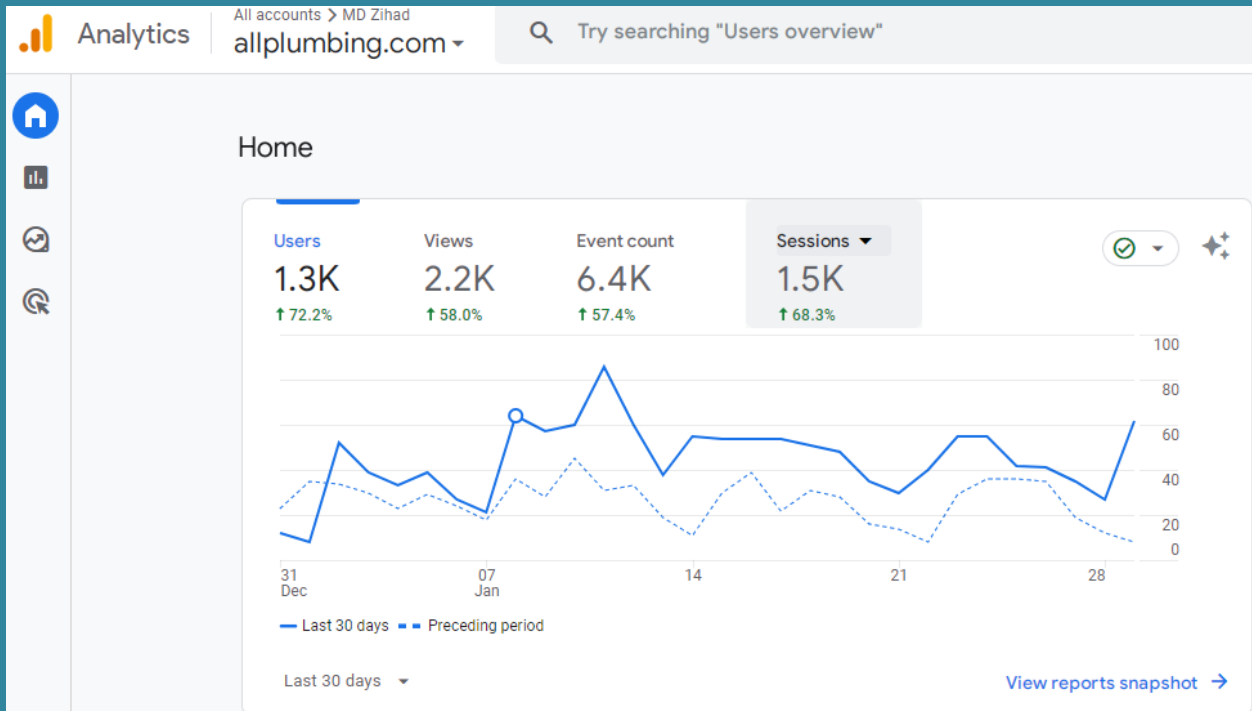 All accounts > MD Zihad
Analytics
allplumbing.com
Try searching "Users overview"
Home
Users
Views
Event count
Sessions
1.3K
2.2K
6.4K
1.5K
↑ 72.2%
↑ 58.0%
↑ 57.4%
↑ 68.3%
100
80
60
40
20
0
31 07 14 21 28
Dec Jan
Last 30 days Preceding period
Last 30 days
View reports snapshot →